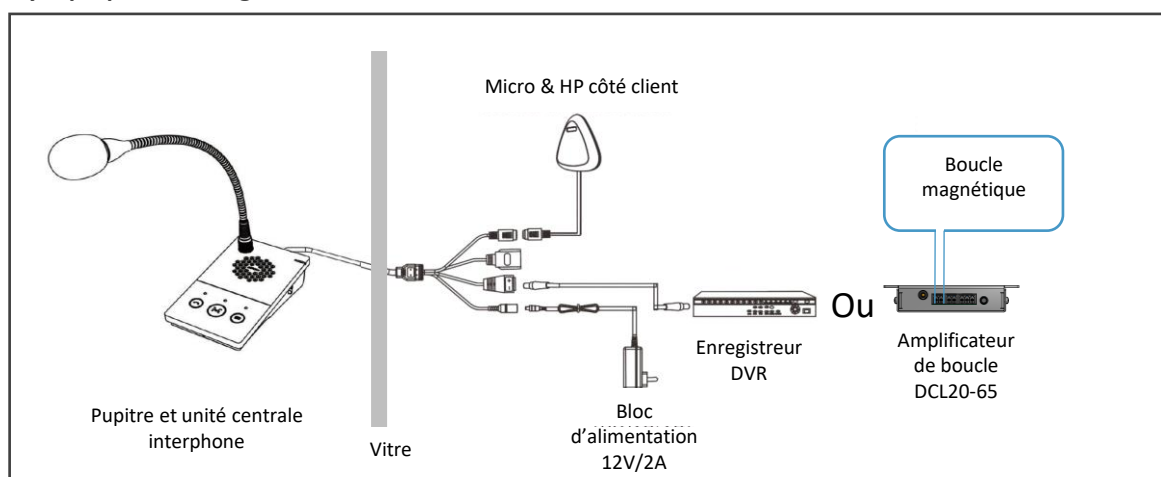 Micro & HP côté client
Boucle
magnétique
Ou
Enregistreur
DVR
Amplificateur
de boucle
DCL20-65
Pupitre et unité centrale
interphone
Vitre
Bloc
d’alimentation
12V/2A